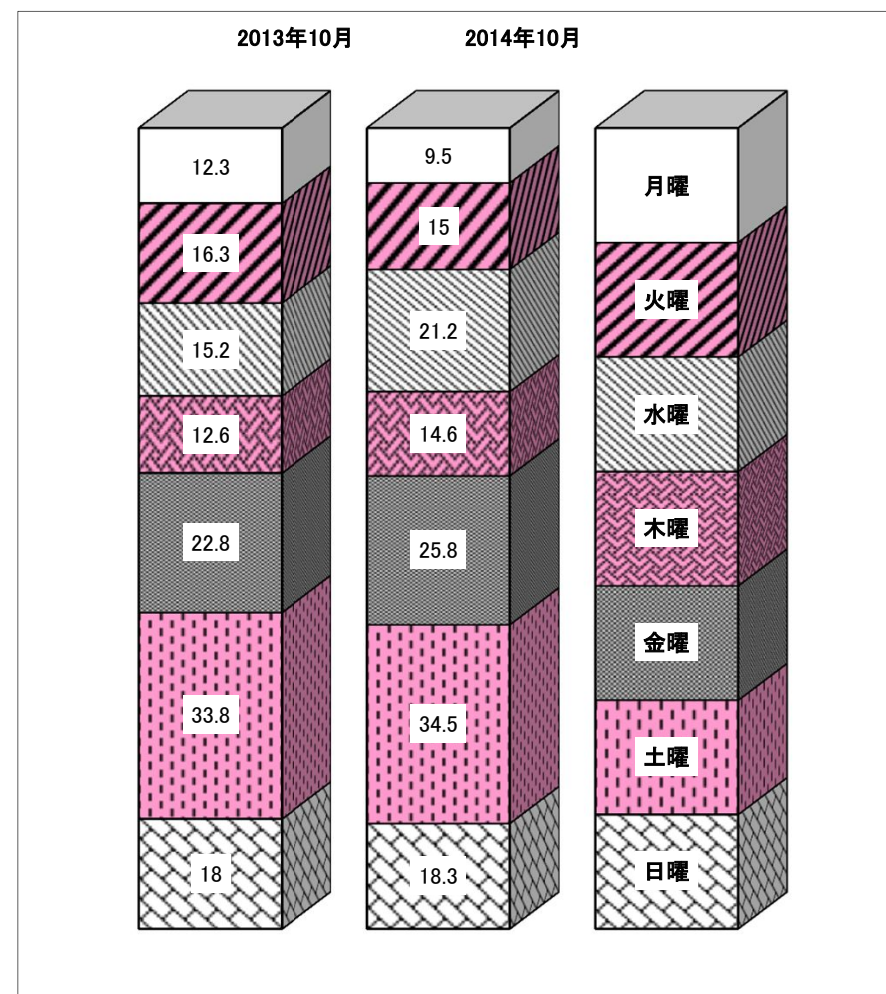 2013年10月 2014年10月
12.3 9.5 月曜
16.3 15 火曜
15.2 21.2 水曜
12.6 14.6 木曜
22.8 25.8 金曜
33.8 34.5 土曜
18 18.3 日曜